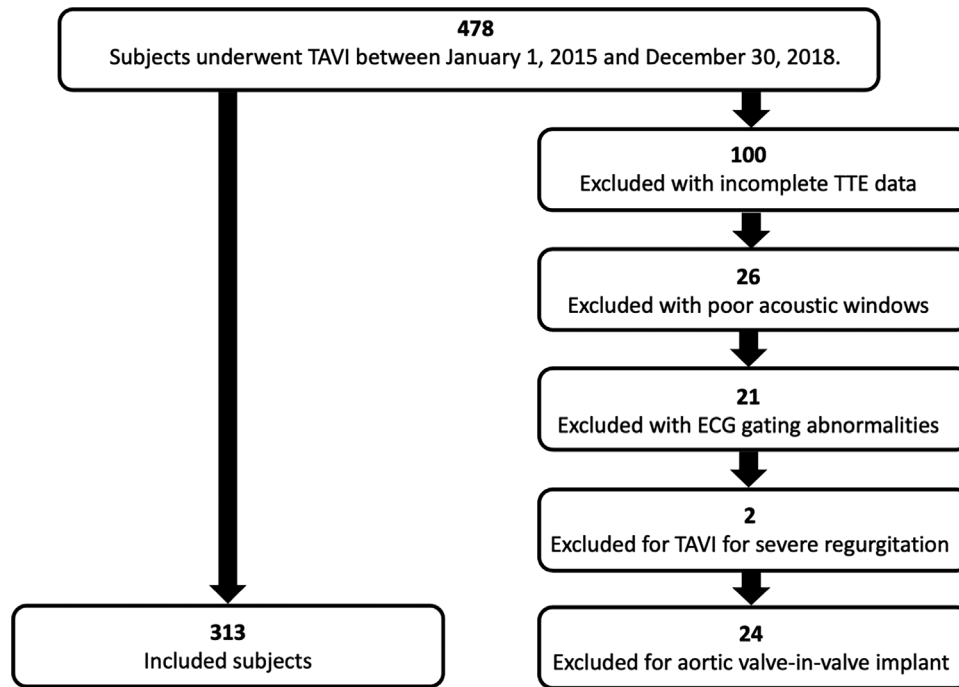 478
Subjects underwent TAVI between January 1, 2015 and December 30, 2018.
100
Excluded with incomplete TTE data
26
Excluded with poor acoustic windows
21
Excluded with ECG gating abnormalities
2
Excluded for TAVI for severe regurgitation
24
Excluded for aortic valve-in-valve implant
313
Included subjects